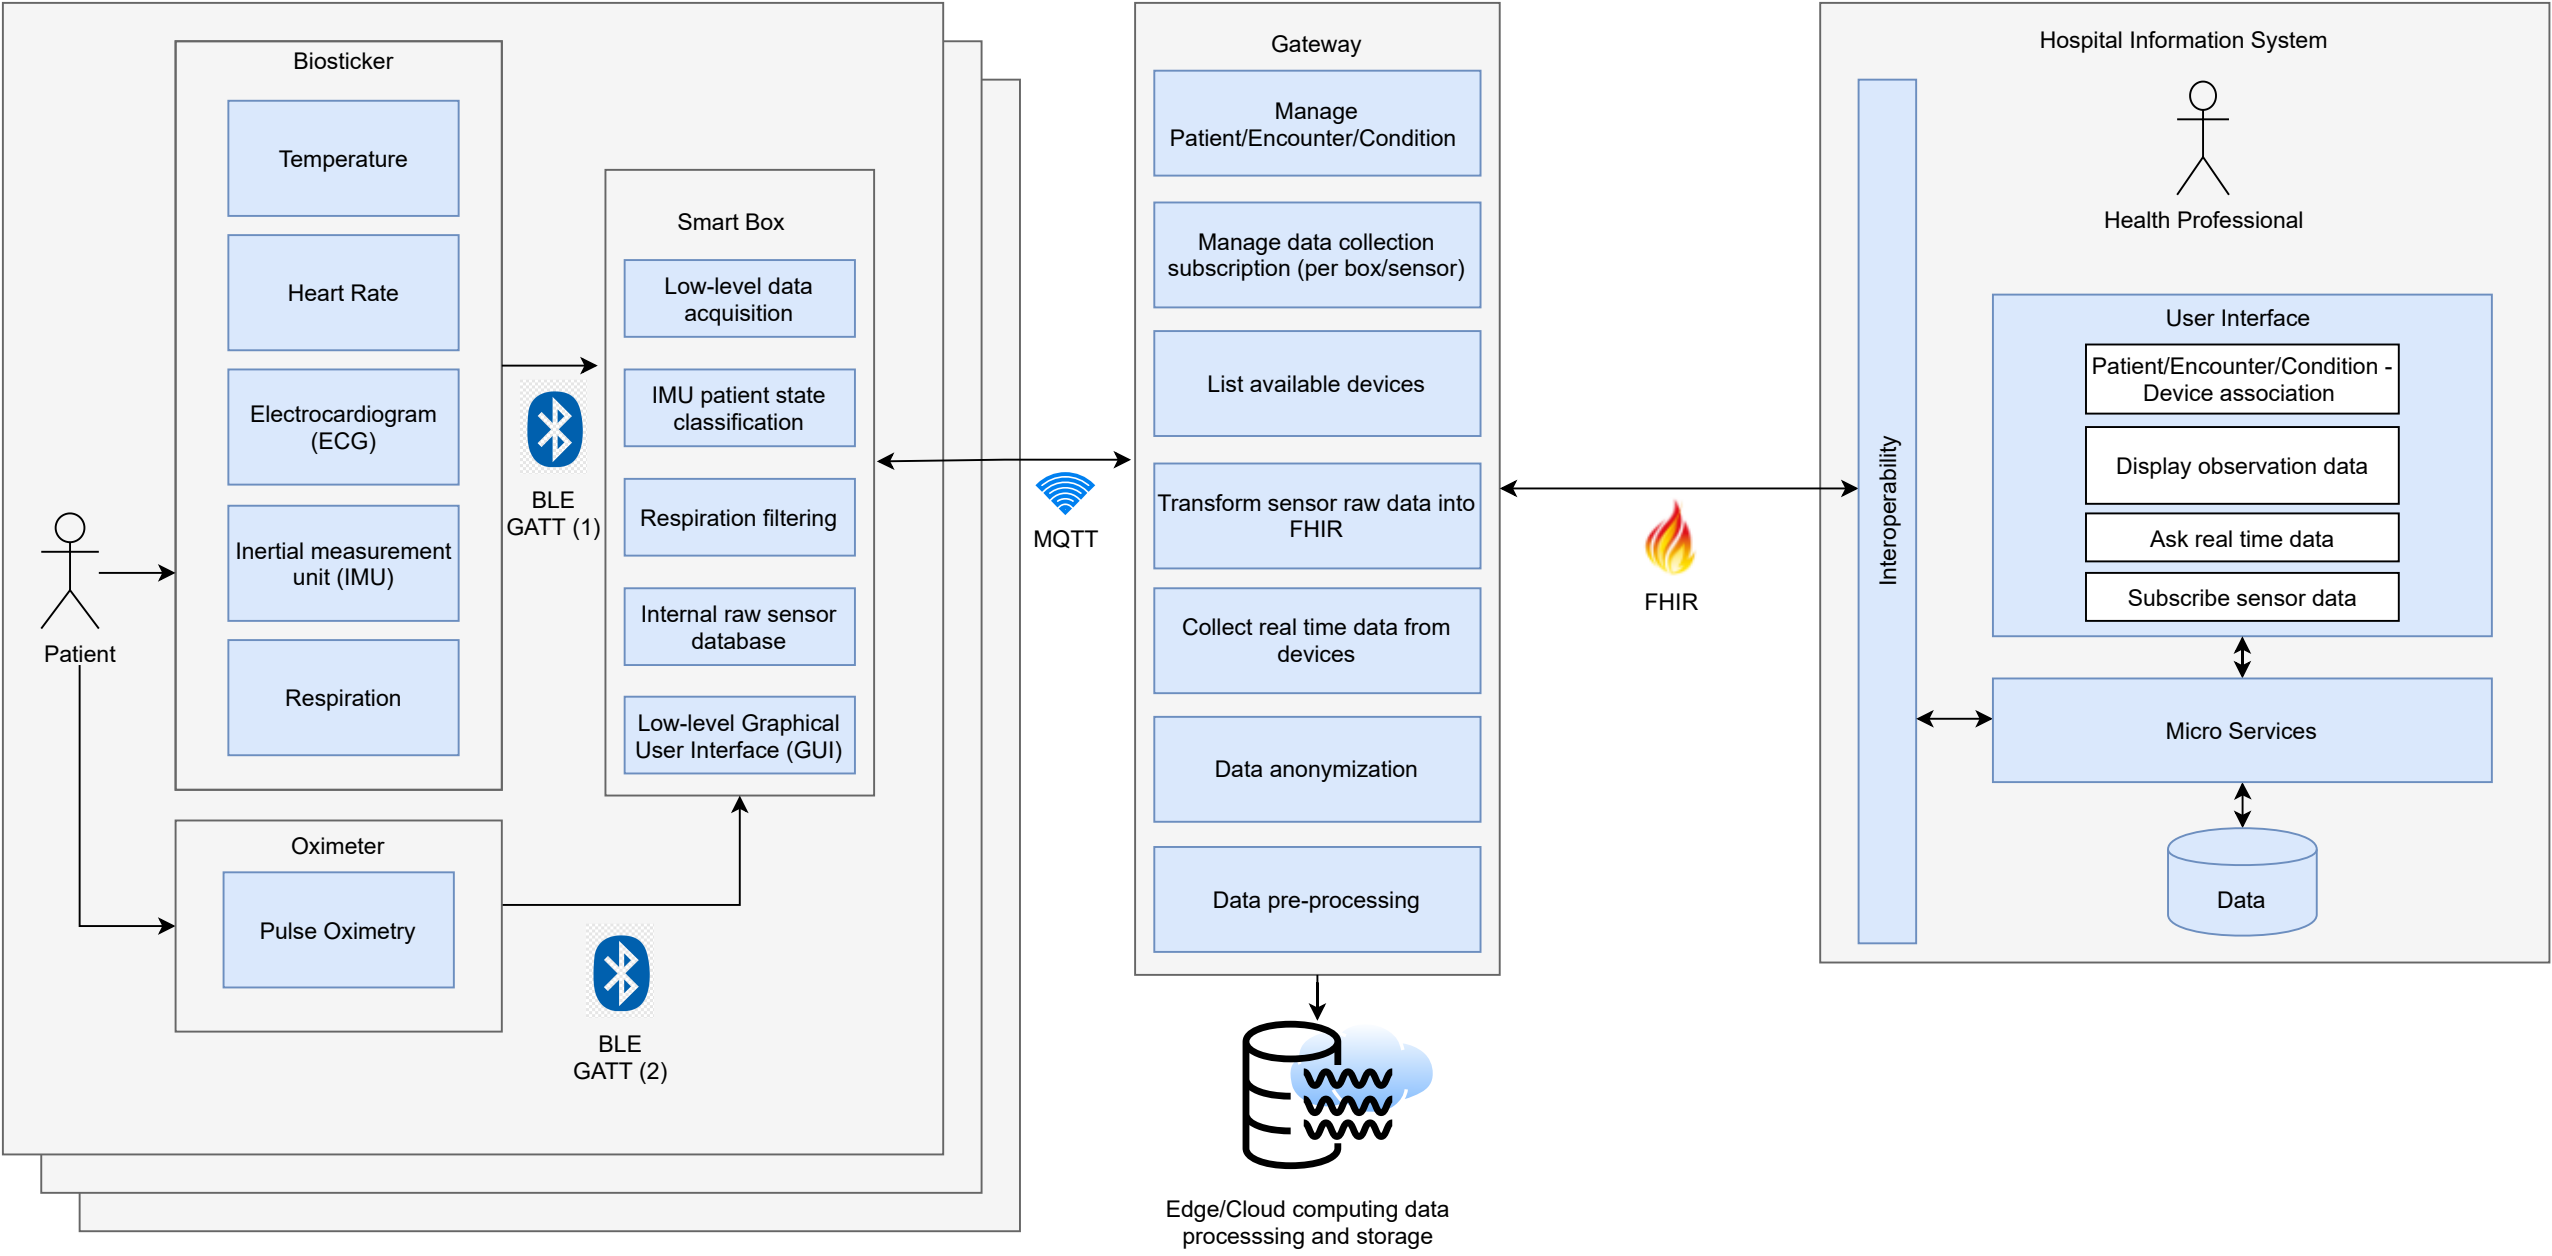 Biosticker
Temperature
Heart Rate
Electrocardiogram
(ECG)
Inertial measurement
unit (IMU)
Respiration
Patient
Oximeter
Pulse Oximetry
BLE
GATT (1)
BLE
GATT (2)
Smart Box
Low-level data
acquisition
IMU patient state
classification
Respiration filtering
Internal raw sensor
database
Low-level Graphical
User Interface (GUI)
MQTT
Gateway
Manage
Patient/Encounter/Condition
Manage data collection
subscription (per box/sensor)
List available devices
Transform sensor raw data into
FHIR
Collect real time data from
devices
Data anonymization
Data pre-processing
Edge/Cloud computing data
processsing and storage
FHIR
Hospital Information System
Interoperability
Health Professional
User Interface
Patient/Encounter/Condition -
Device association
Display observation data
Ask real time data
Subscribe sensor data
Micro Services
Data